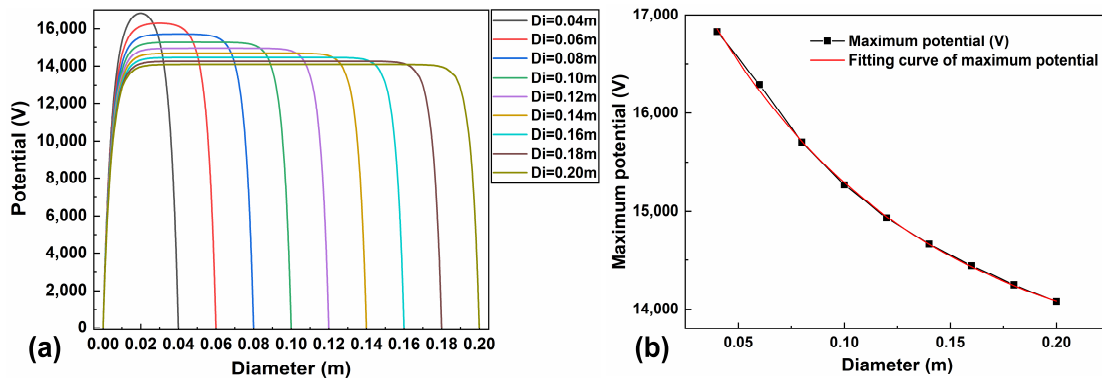 16,000
14,000
12,000
10,000
8,000
6,000
4,000
2,000
0
Potential (V)
0.00 0.02 0.04 0.06 0.08 0.10 0.12 0.14 0.16 0.18 0.20
Diameter (m)
(a)
Di=0.04m
Di=0.06m
Di=0.08m
Di=0.10m
Di=0.12m
Di=0.14m
Di=0.16m
Di=0.18m
Di=0.20m
17,000
16,000
15,000
14,000
Maximum potential (V)
Maximum potential (V)
Fitting curve of maximum potential
0.05 0.10 0.15 0.20
Diameter (m)
(b)